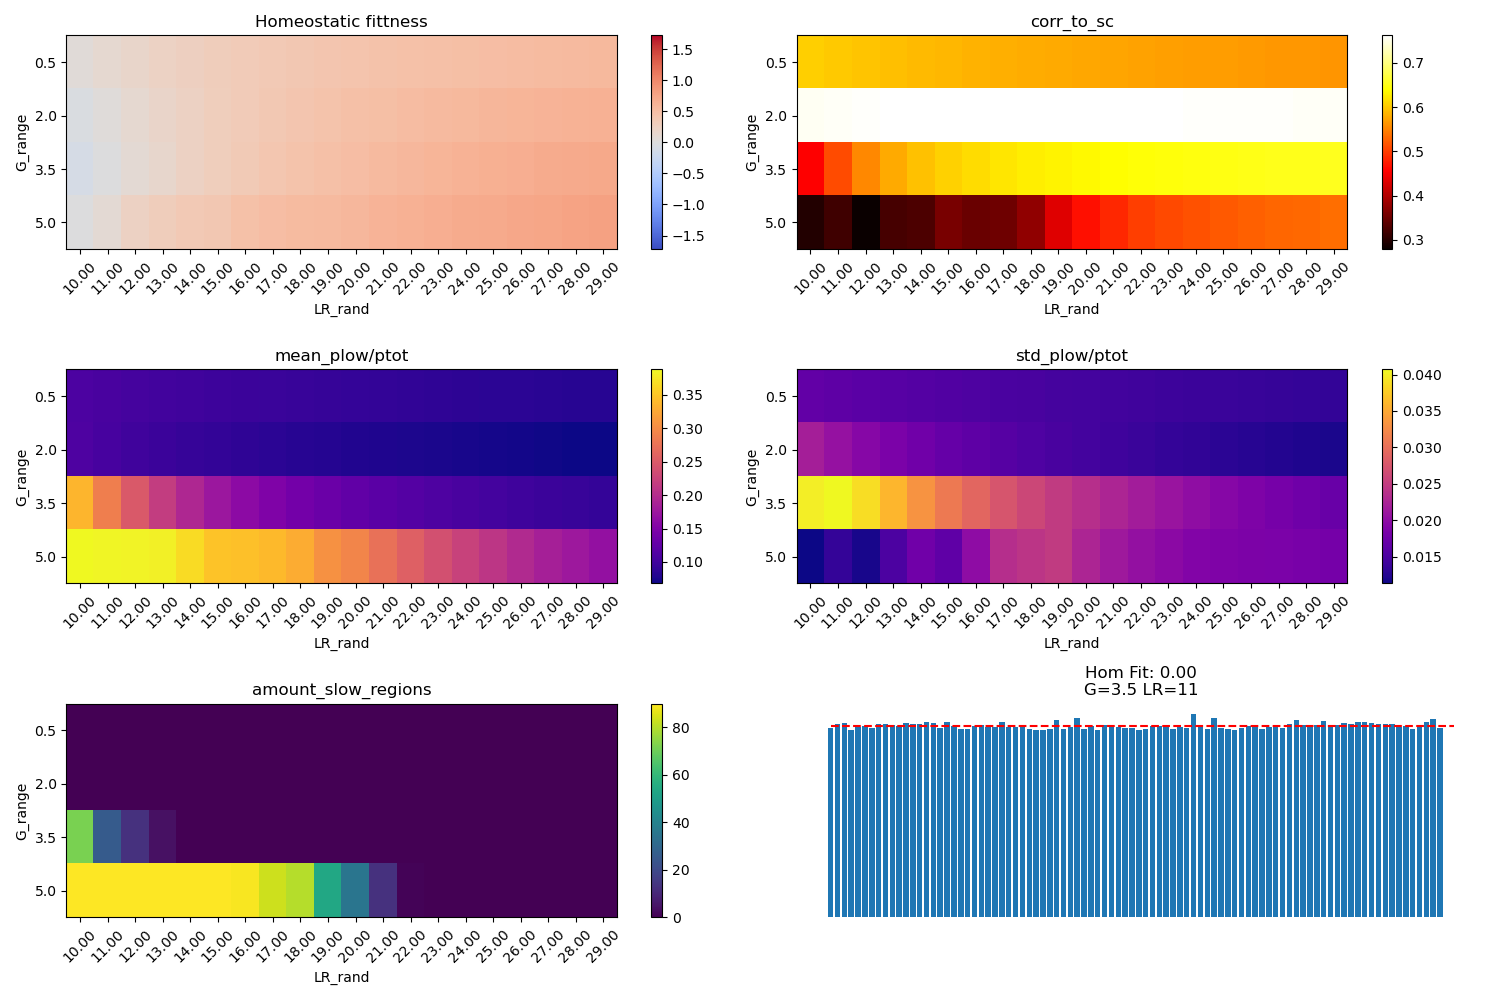 Homeostatic fittness
G_range
0.5
2.0
3.5
5.0
10.00 11.00 12.00 13.00 14.00 15.00 16.00 17.00 18.00 19.00 20.00 21.00 22.00 23.00 24.00 25.00 26.00 27.00 28.00 29.00
LR_rand
1.5
1.0
0.5
0.0
−0.5
−1.0
−1.5
corr_to_sc
G_range
0.5
2.0
3.5
5.0
10.00 11.00 12.00 13.00 14.00 15.00 16.00 17.00 18.00 19.00 20.00 21.00 22.00 23.00 24.00 25.00 26.00 27.00 28.00 29.00
LR_rand
0.7
0.6
0.5
0.4
0.3
mean_plow/ptot
G_range
0.5
2.0
3.5
5.0
10.00 11.00 12.00 13.00 14.00 15.00 16.00 17.00 18.00 19.00 20.00 21.00 22.00 23.00 24.00 25.00 26.00 27.00 28.00 29.00
LR_rand
0.35
0.30
0.25
0.20
0.15
0.10
std_plow/ptot
G_range
0.5
2.0
3.5
5.0
10.00 11.00 12.00 13.00 14.00 15.00 16.00 17.00 18.00 19.00 20.00 21.00 22.00 23.00 24.00 25.00 26.00 27.00 28.00 29.00
LR_rand
0.040
0.035
0.030
0.025
0.020
0.015
amount_slow_regions
G_range
0.5
2.0
3.5
5.0
10.00 11.00 12.00 13.00 14.00 15.00 16.00 17.00 18.00 19.00 20.00 21.00 22.00 23.00 24.00 25.00 26.00 27.00 28.00 29.00
LR_rand
80
60
40
20
0
Hom Fit: 0.00
G=3.5 LR=11